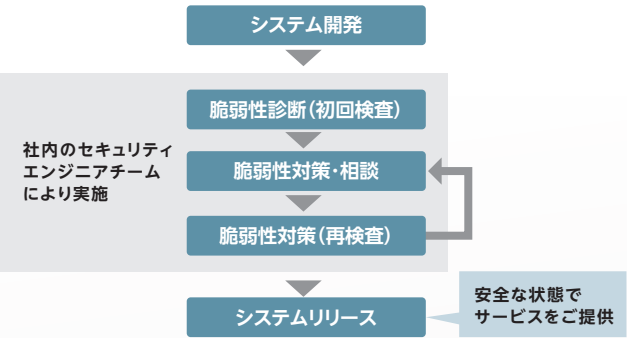 システム開発
脆弱性診断(初回検査)
社内のセキュリティ
エンジニアチーム
により実施
脆弱性対策・相談
脆弱性対策(再検査)
システムリリース
安全な状態で
サービスをご提供